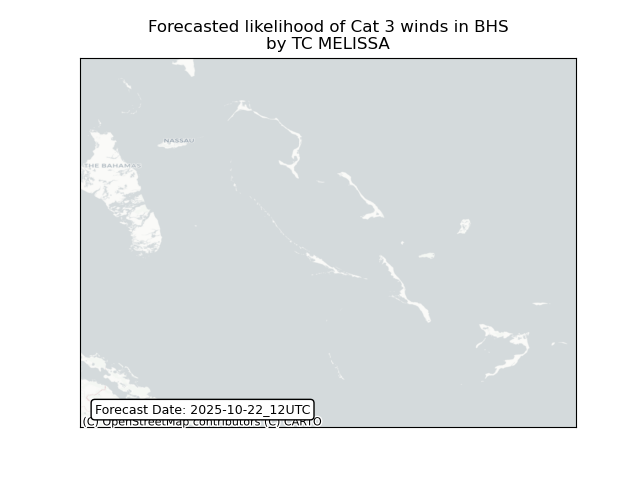 Forecasted likelihood of Cat 3 winds in BHS
by TC MELISSA
NASSAU
THE BAHAMAS
Forecast Date: 2025-10-22_12UTC
(C) OpenStreetMap contributors (C) CARTO